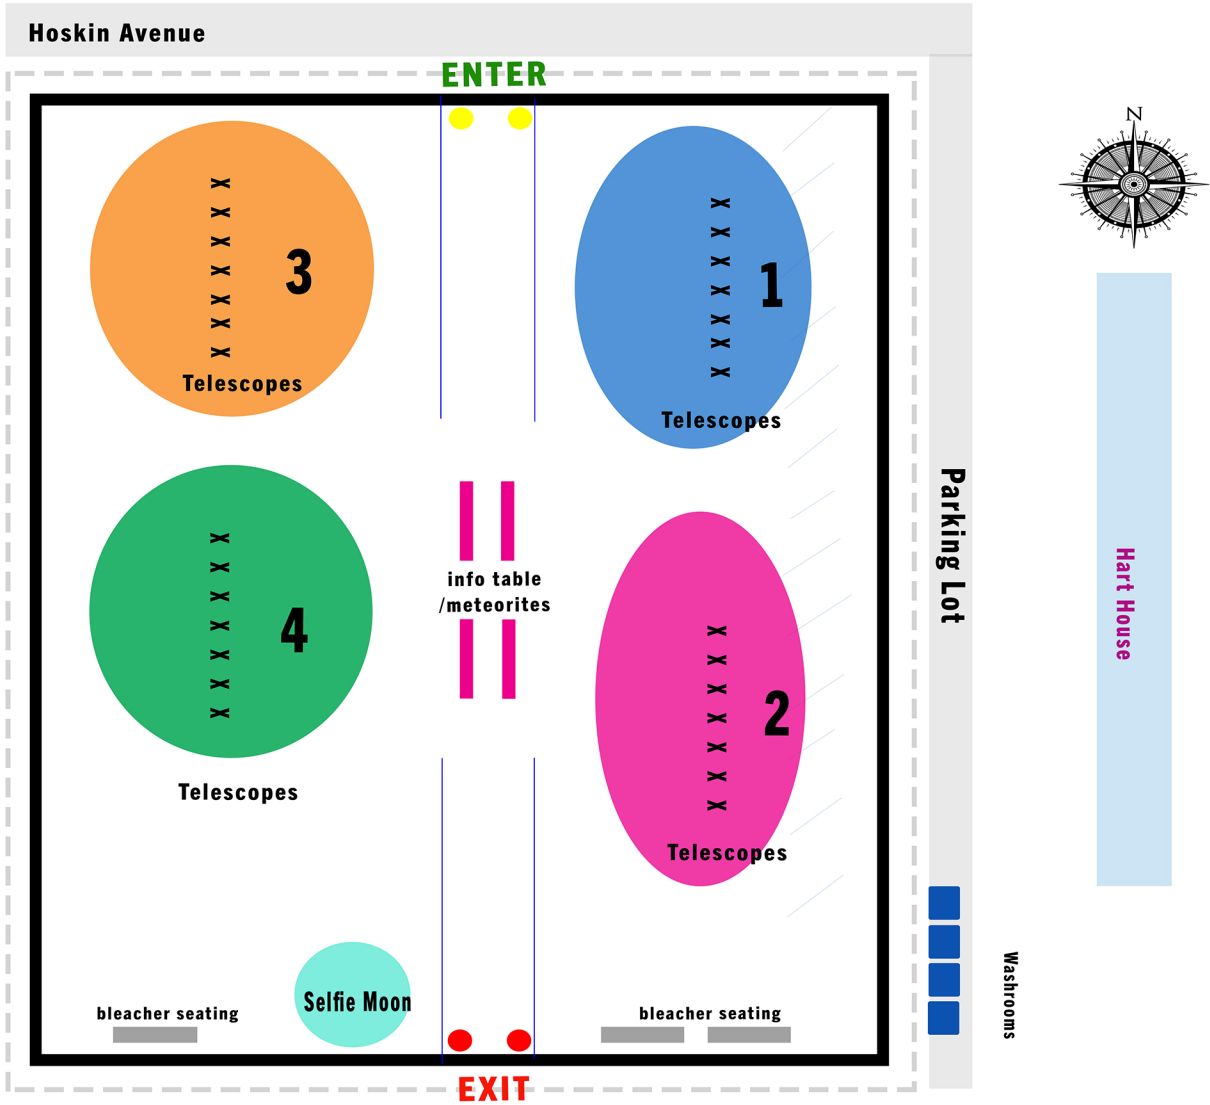 Hoskin Avenue
ENTER
N
3
1
Telescopes
Telescopes
Parking Lot
Hart House
info table
/meteorites
4
2
Telescopes
Telescopes
Selfie Moon
Washrooms
bleacher seating
bleacher seating
EXIT